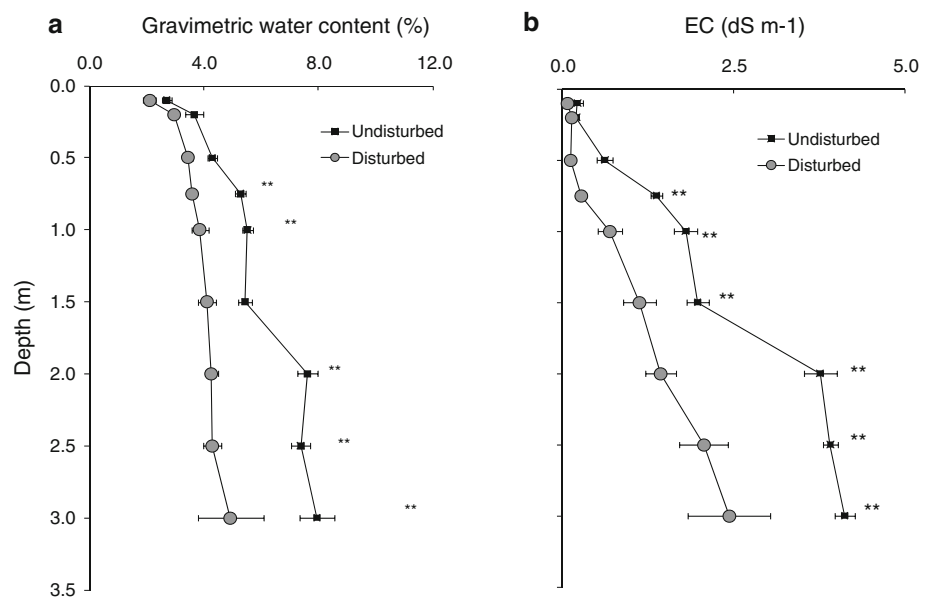 a
Gravimetric water content (%)
0.0 4.0 8.0 12.0
0.0
0.5
1.0
1.5
2.0
2.5
3.0
3.5
Depth (m)
Undisturbed
Disturbed
**
**
**
**
**
b
EC (dS m-1)
0.0 2.5 5.0
Undisturbed
Disturbed
**
**
**
**
**
**